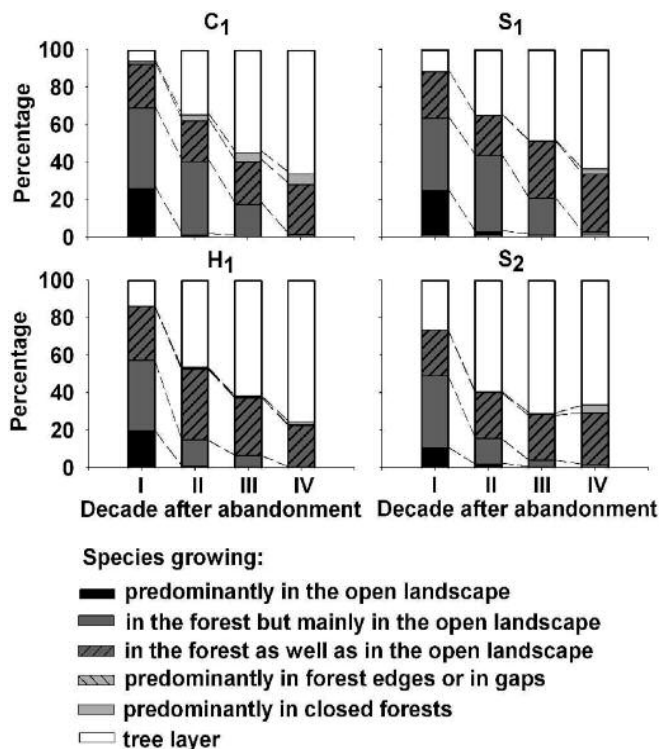 C1
S1
Percentage
100
80
60
40
20
0
H1
S2
Percentage
100
80
60
40
20
0
I II III IV
I II III IV
Decade after abandonment
Decade after abandonment
Species growing:
predominantly in the open landscape
in the forest but mainly in the open landscape
in the forest as well as in the open landscape
predominantly in forest edges or in gaps
predominantly in closed forests
tree layer